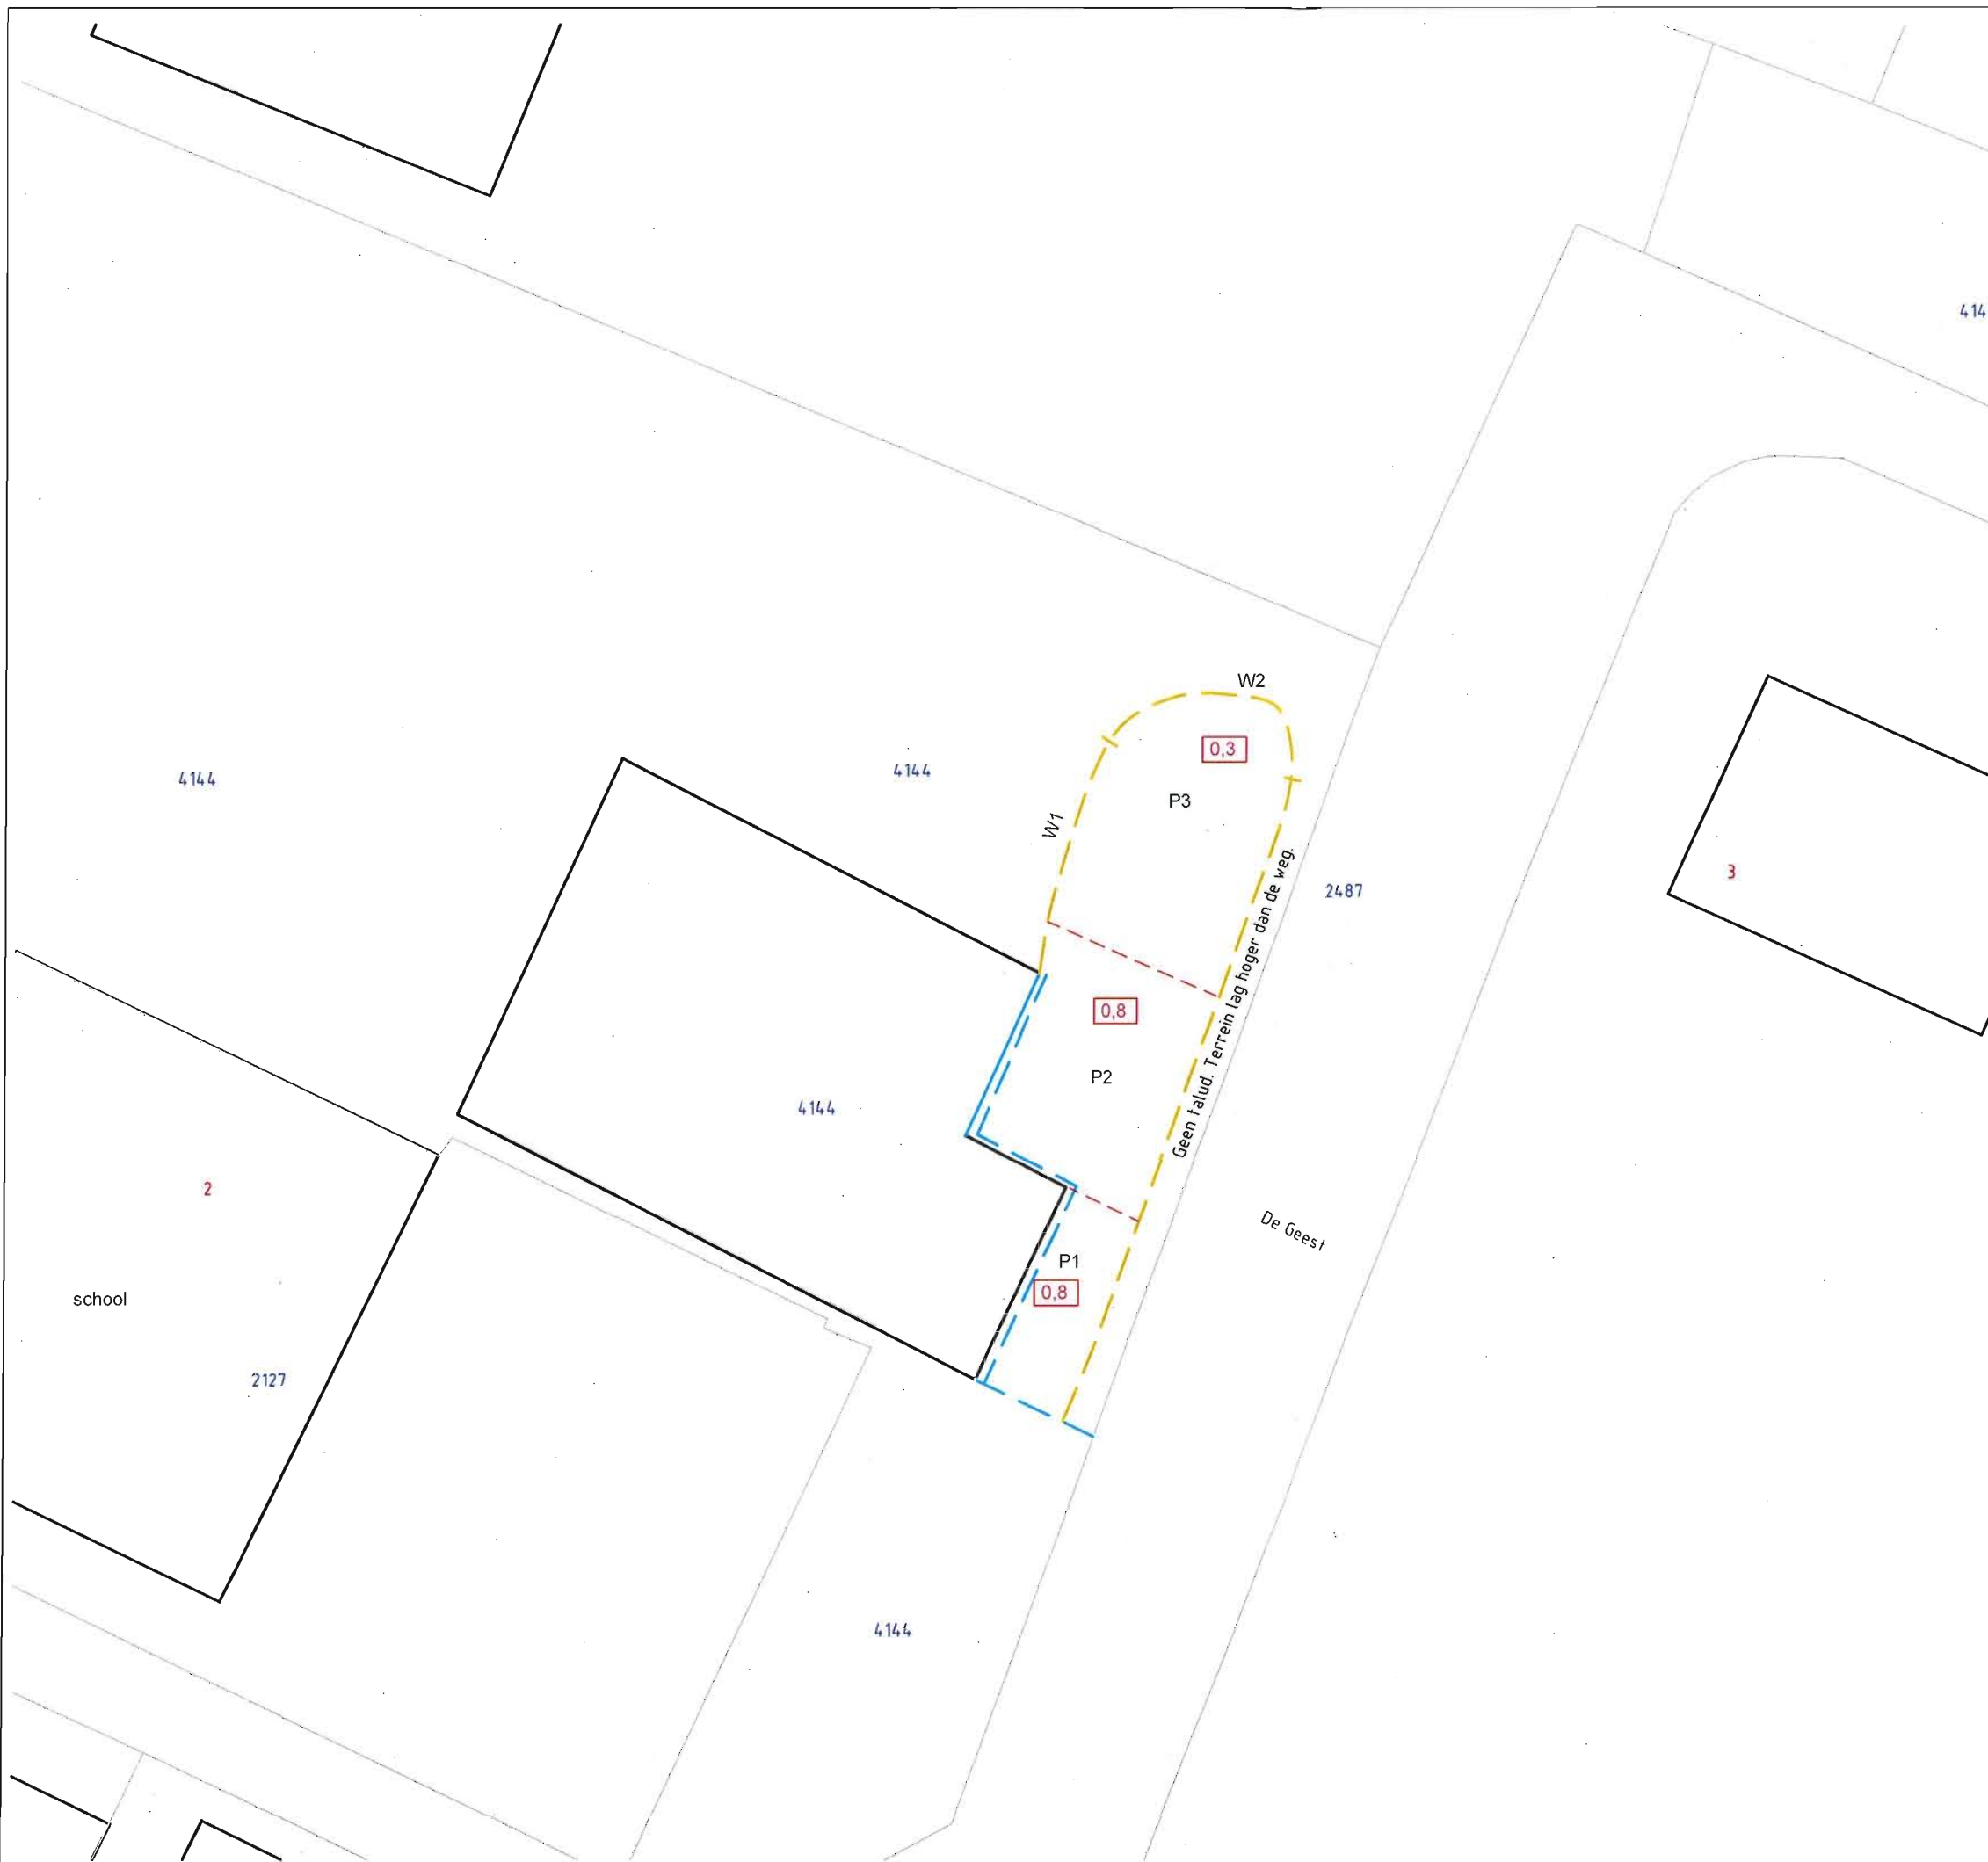 414
W2
0,3
4144
4144
P3
W1
3
2487
Geen talud. Terrein lag hoger dan de weg.
0,8
P2
4144
2
De Geest
P1
0,8
school
2127
4144